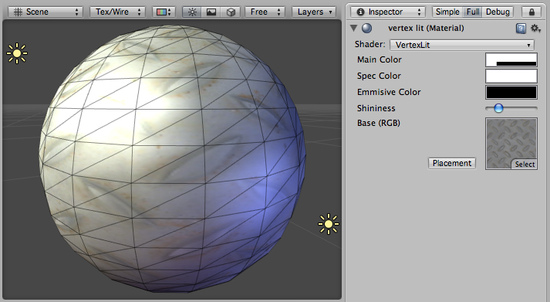 Scene
Tex/Wire
Free
Layers
Inspector
Simple Full Debug
vertex lit (Material)
Shader: VertexLit
Main Color
Spec Color
Emmisive Color
Shininess
Base (RGB)
Placement
Select